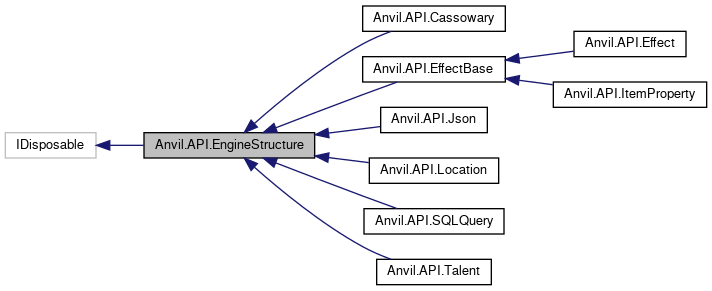 Anvil.API.Cassowary
Anvil.API.Effect
Anvil.API.EffectBase
Anvil.API.ItemProperty
Anvil.API.Json
IDisposable
Anvil.API.EngineStructure
Anvil.API.Location
Anvil.API.SQLQuery
Anvil.API.Talent